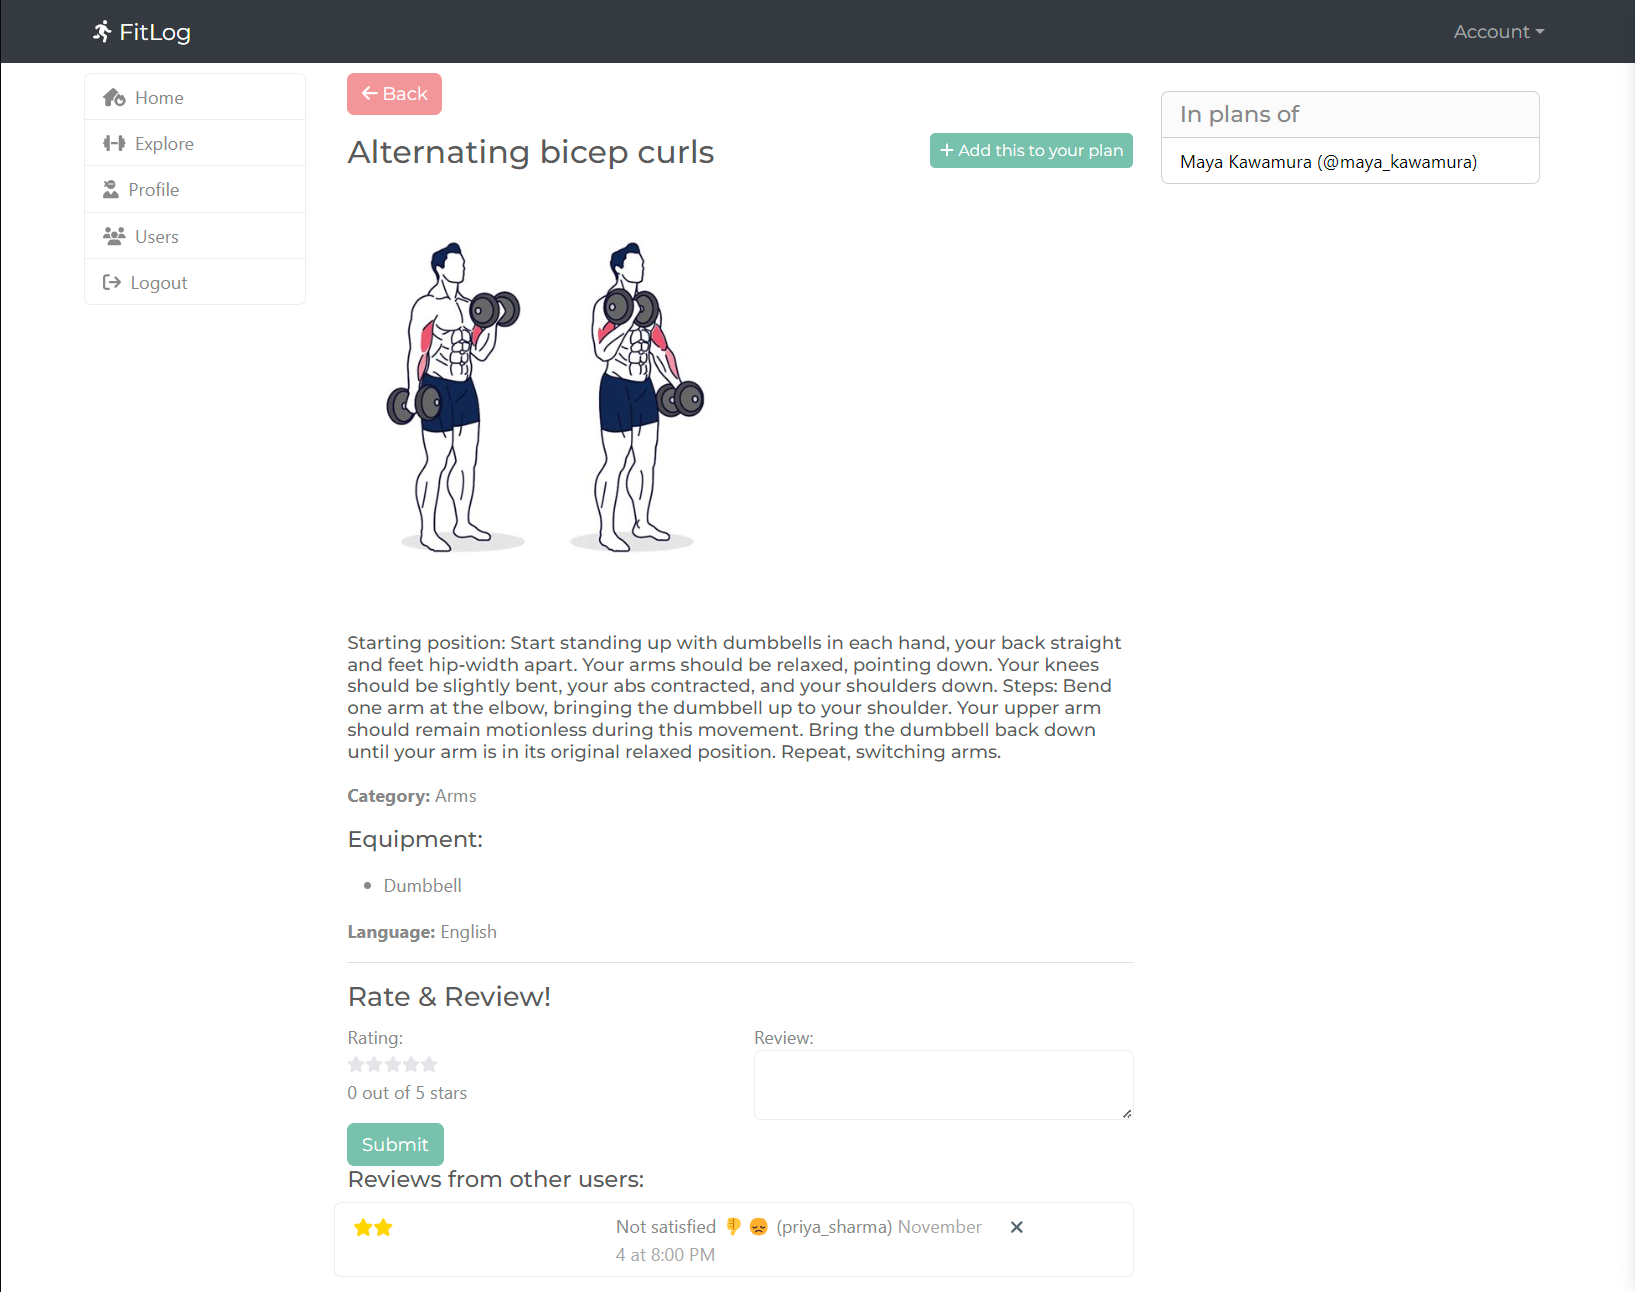 FitLog
Account
Home
Explore
Profile
Users
Logout
Back
Alternating bicep curls
Add this to your plan
In plans of
Maya Kawamura (@maya_kawamura)
Starting position: Start standing up with dumbbells in each hand, your back straight
and feet hip-width apart. Your arms should be relaxed, pointing down. Your knees
should be slightly bent, your abs contracted, and your shoulders down. Steps: Bend
one arm at the elbow, bringing the dumbbell up to your shoulder. Your upper arm
should remain motionless during this movement. Bring the dumbbell back down
until your arm is in its original relaxed position. Repeat, switching arms.
Category: Arms
Equipment:
• Dumbbell
Language: English
Rate & Review!
Rating:
0 out of 5 stars
Review:
Submit
Reviews from other users:
Not satisfied 👎 😞 (priya_sharma) November
4 at 8:00 PM